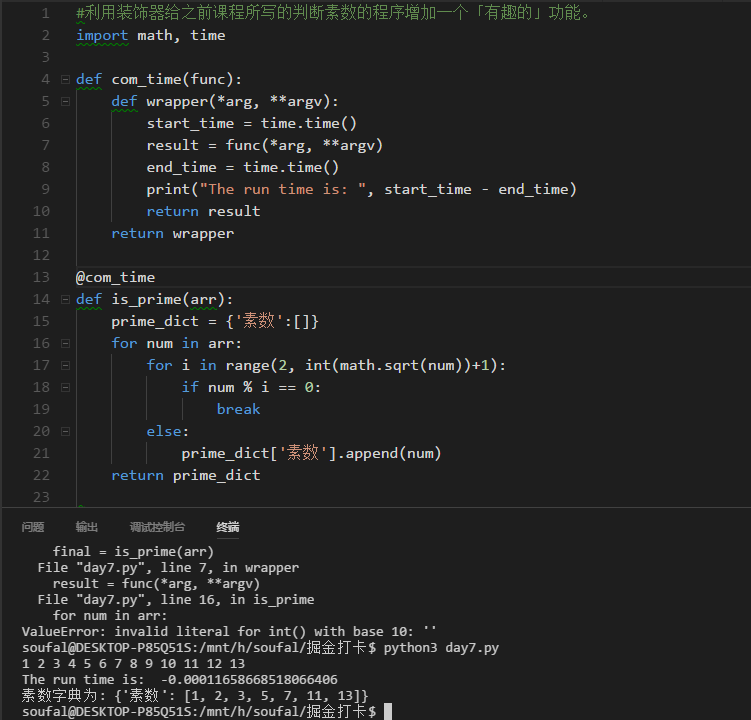 1 #利用装饰器给之前课程所写的判断素数的程序增加一个「有趣的」功能。
2 import math, time
3
4 def com_time(func):
5     def wrapper(*arg, **argv):
6         start_time = time.time()
7         result = func(*arg, **argv)
8         end_time = time.time()
9         print("The run time is: ", start_time - end_time)
10         return result
11     return wrapper
12
13 @com_time
14 def is_prime(arr):
15     prime_dict = {'素数':[]}
16     for num in arr:
17         for i in range(2, int(math.sqrt(num))+1):
18             if num % i == 0:
19                 break
20         else:
21             prime_dict['素数'].append(num)
22     return prime_dict
23
问题 输出 调试控制台 终端
    final = is_prime(arr)
  File "day7.py", line 7, in wrapper
    result = func(*arg, **argv)
  File "day7.py", line 16, in is_prime
    for num in arr:
ValueError: invalid literal for int() with base 10: ''
soufal@DESKTOP-P85Q51S:/mnt/h/soufal/掘金打卡$ python3 day7.py
1 2 3 4 5 6 7 8 9 10 11 12 13
The run time is:  -0.00011658668518066406
素数字典为: {'素数': [1, 2, 3, 5, 7, 11, 13]}
soufal@DESKTOP-P85Q51S:/mnt/h/soufal/掘金打卡$